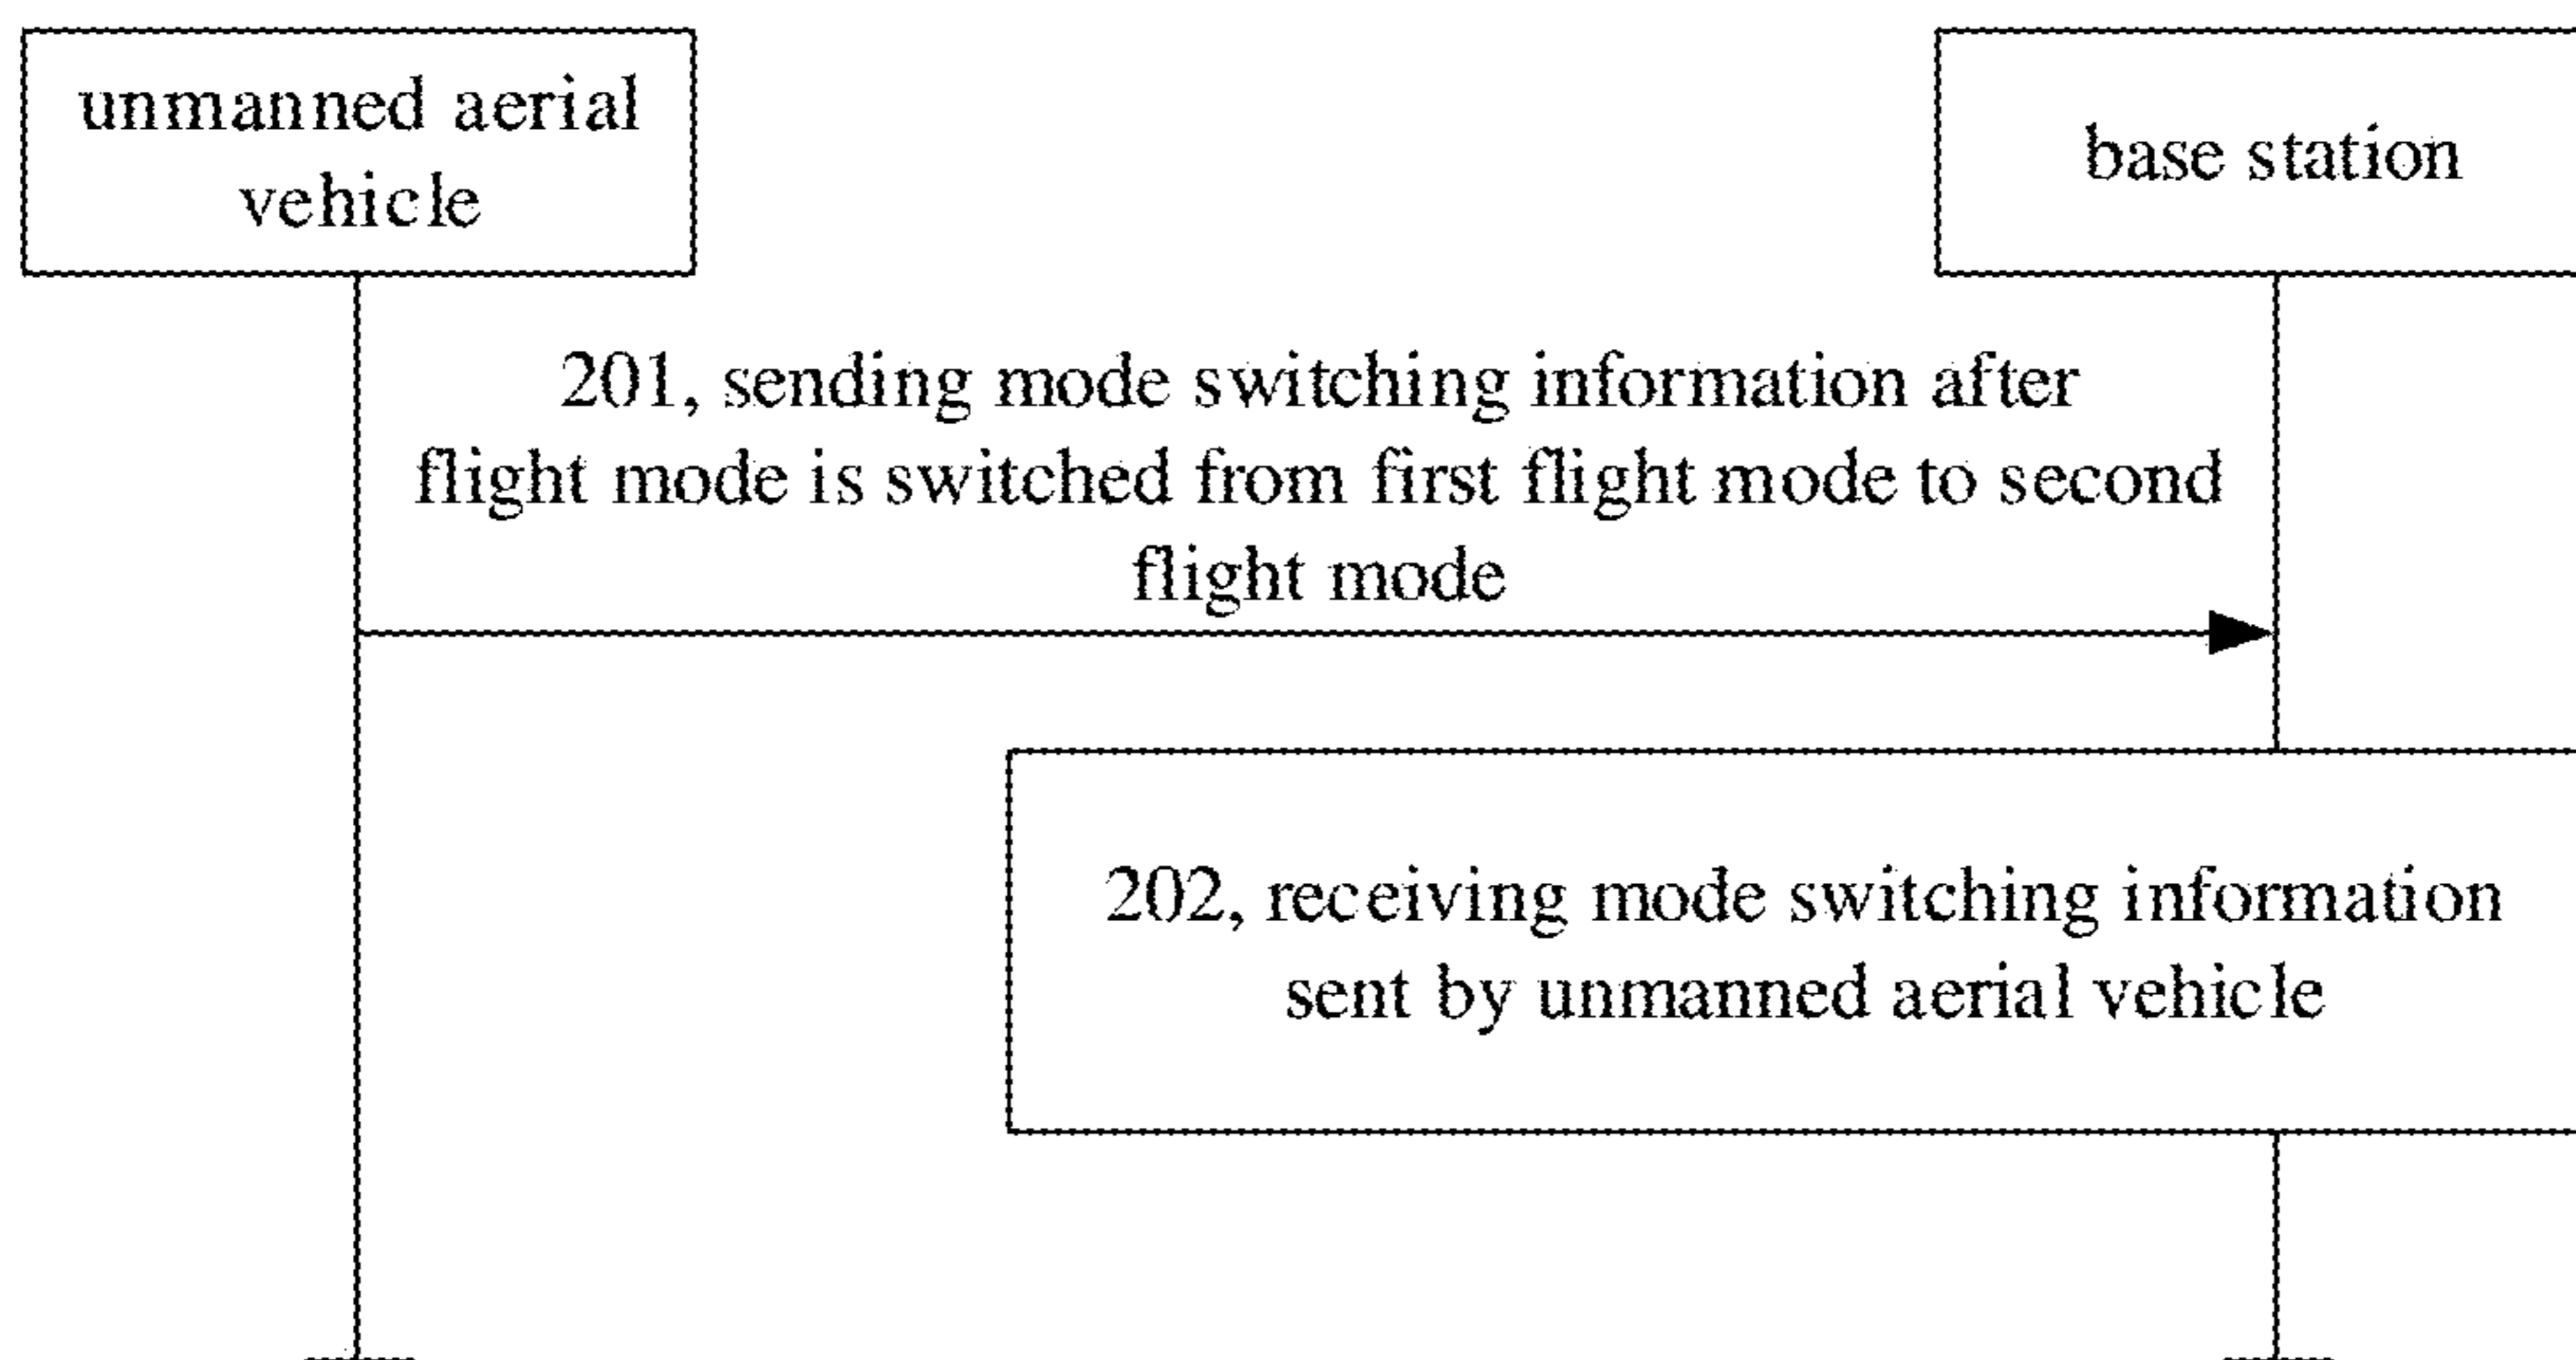 unmanned aerial
vehicle
base station
201, sending mode switching information after
flight mode is switched from first flight mode to second
flight mode
202, receiving mode switching information
sent by unmanned aerial vehicle